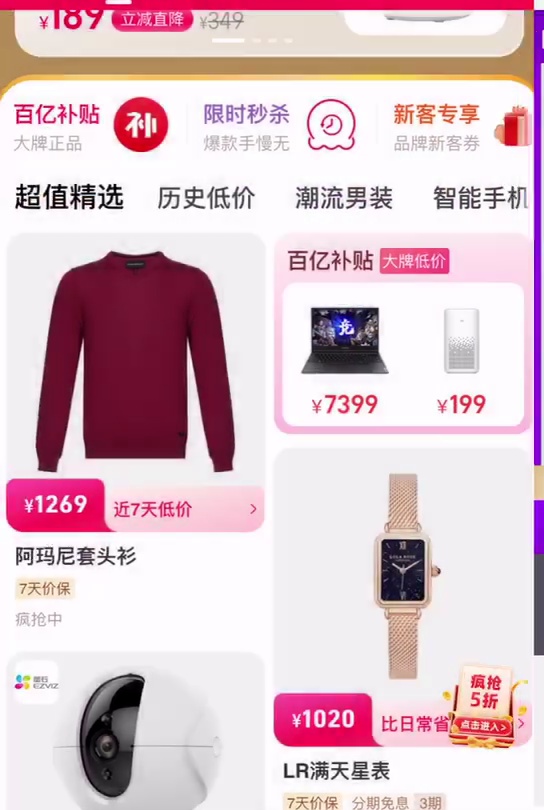 ¥189 立减直降 ¥349
百亿补贴 补 限时秒杀 新客专享
大牌正品 爆款手慢无 品牌新客券
超值精选 历史低价 潮流男装 智能手机
百亿补贴 大牌低价
竞
¥7399 ¥199
¥1269 近7天低价 >
阿玛尼套头衫
7天价保
疯抢中
萤石
EZVIZ
LOLA ROSE
疯抢
5折
点击进入>
¥1020 比日常省
LR满天星表
7天价保 分期免息 3期